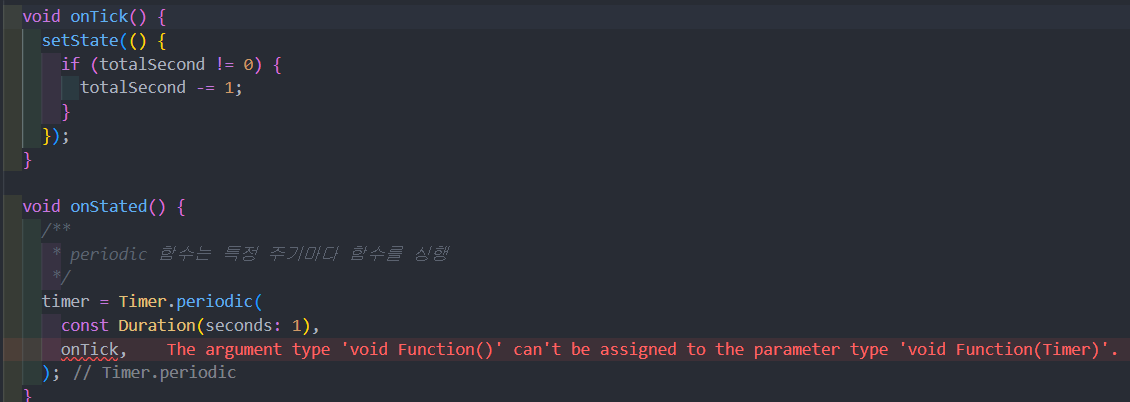 void onTick() {
setState(() {
if (totalSecond != 0) {
totalSecond -= 1;
}
});
}
void onStated() {
/**
* periodic 함수는 특정 주기마다 함수를 실행
*/
timer = Timer.periodic(
const Duration(seconds: 1),
onTick, The argument type 'void Function()' can't be assigned to the parameter type 'void Function(Timer)'.
); // Timer.periodic
}